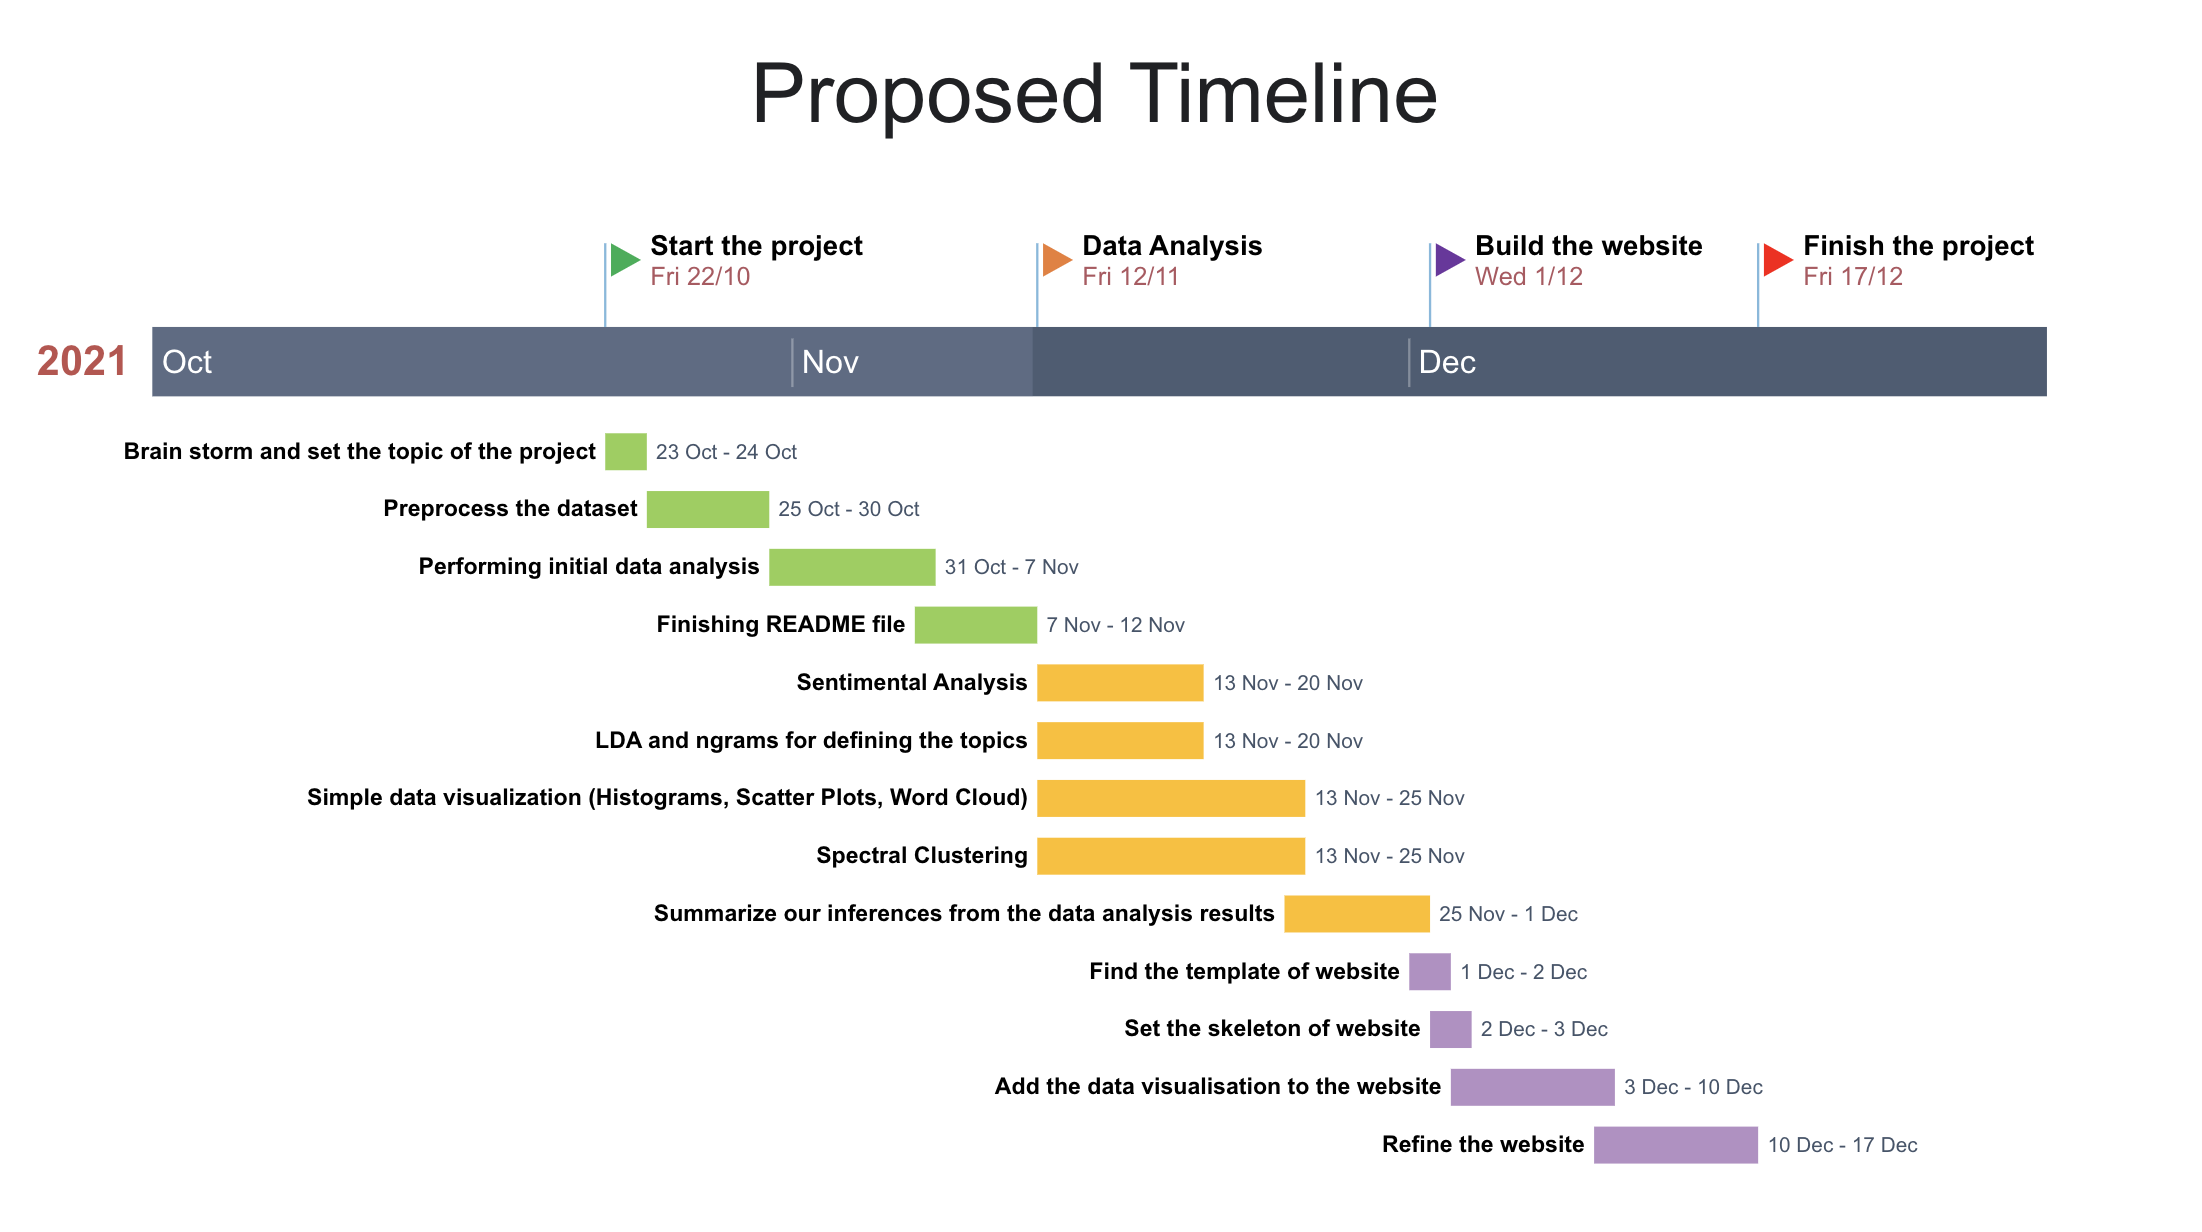 Proposed Timeline
Start the project
Fri 22/10
Data Analysis
Fri 12/11
Build the website
Wed 1/12
Finish the project
Fri 17/12
2021
Oct
Nov
Dec
Brain storm and set the topic of the project 23 Oct - 24 Oct
Preprocess the dataset 25 Oct - 30 Oct
Performing initial data analysis 31 Oct - 7 Nov
Finishing README file 7 Nov - 12 Nov
Sentimental Analysis 13 Nov - 20 Nov
LDA and ngrams for defining the topics 13 Nov - 20 Nov
Simple data visualization (Histograms, Scatter Plots, Word Cloud) 13 Nov - 25 Nov
Spectral Clustering 13 Nov - 25 Nov
Summarize our inferences from the data analysis results 25 Nov - 1 Dec
Find the template of website 1 Dec - 2 Dec
Set the skeleton of website 2 Dec - 3 Dec
Add the data visualisation to the website 3 Dec - 10 Dec
Refine the website 10 Dec - 17 Dec